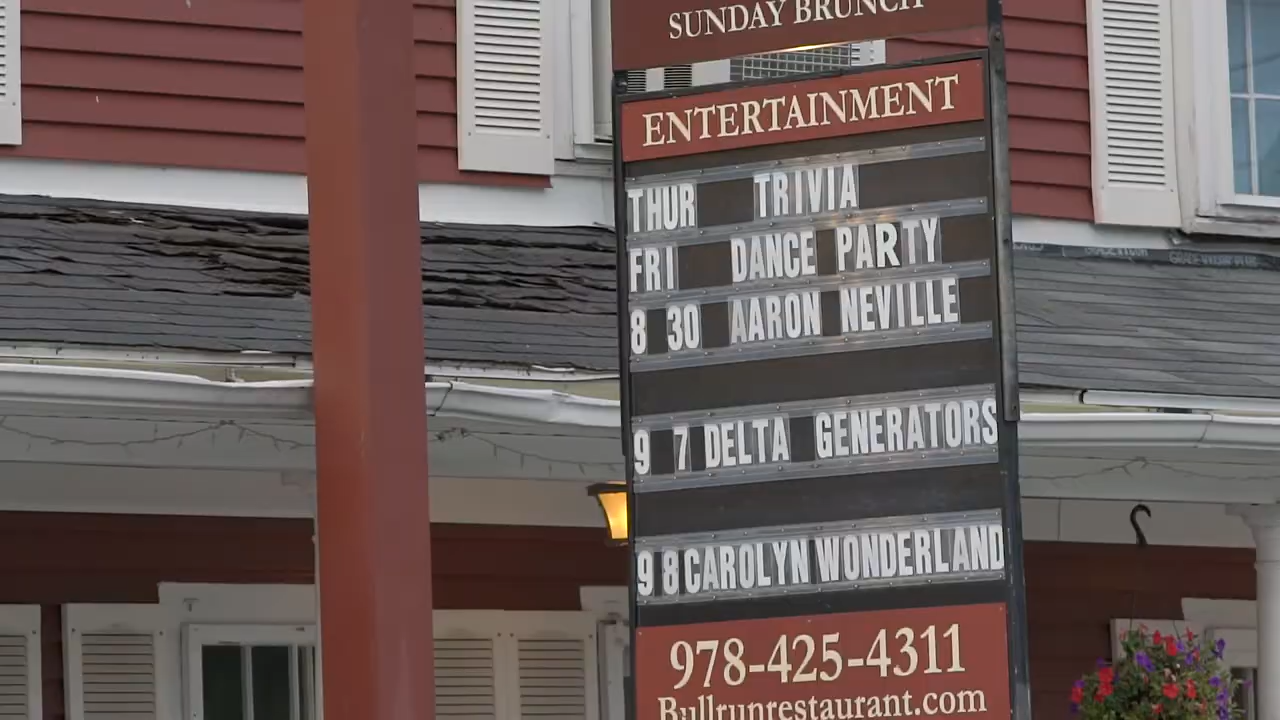 SUNDAY BRUNCH
ENTERTAINMENT
THUR TRIVIA
FRI DANCE PARTY
8 30 AARON NEVILLE
9 7 DELTA GENERATORS
9 8 CAROLYN WONDERLAND
978-425-4311
Bullrunrestaurant.com